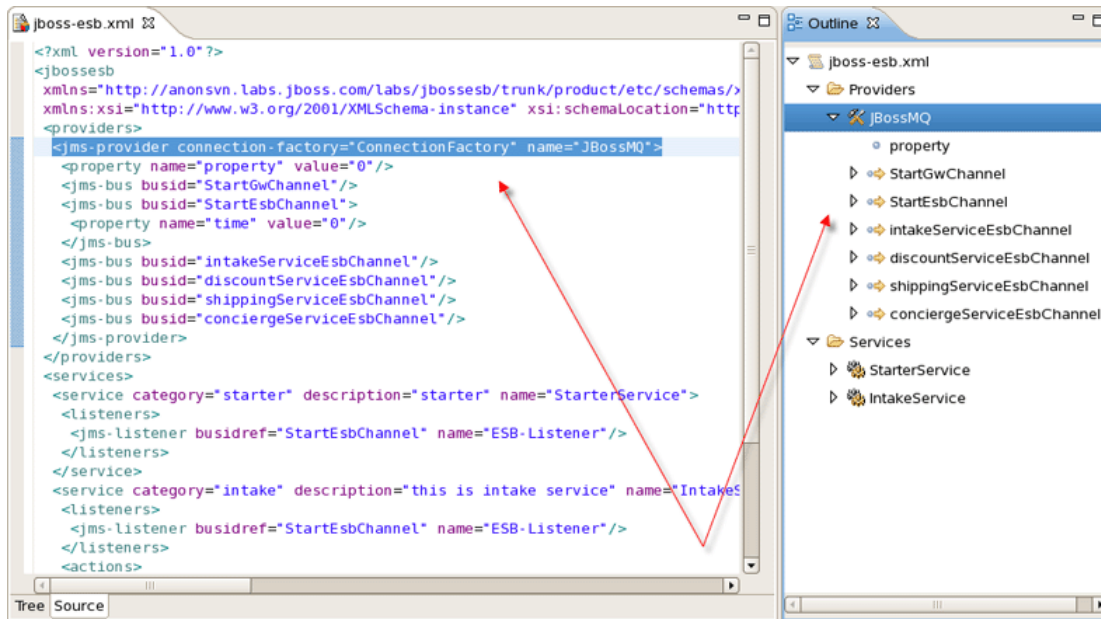 jboss-esb.xml
<?xml version="1.0"?>
<jbossesb
xmlns="http://anonsvn.labs.jboss.com/labs/jbossesb/trunk/product/etc/schemas/
xmlns:xsi="http://www.w3.org/2001/XMLSchema-instance" xsi:schemaLocation="http
<providers>
<jms-provider connection-factory="ConnectionFactory" name="JBossMQ">
<property name="property" value="0"/>
<jms-bus busid="StartGwChannel"/>
<jms-bus busid="StartEsbChannel">
<property name="time" value="0"/>
</jms-bus>
<jms-bus busid="intakeServiceEsbChannel"/>
<jms-bus busid="discountServiceEsbChannel"/>
<jms-bus busid="shippingServiceEsbChannel"/>
<jms-bus busid="conciergeServiceEsbChannel"/>
</jms-provider>
</providers>
<services>
<service category="starter" description="starter" name="StarterService">
<listeners>
<jms-listener busidref="StartEsbChannel" name="ESB-Listener"/>
</listeners>
</service>
<service category="intake" description="this is intake service" name="IntakeS
<listeners>
<jms-listener busidref="StartEsbChannel" name="ESB-Listener"/>
</listeners>
<actions>
Tree Source
Outline
jboss-esb.xml
Providers
JBossMQ
property
StartGwChannel
StartEsbChannel
intakeServiceEsbChannel
discountServiceEsbChannel
shippingServiceEsbChannel
conciergeServiceEsbChannel
Services
StarterService
IntakeService